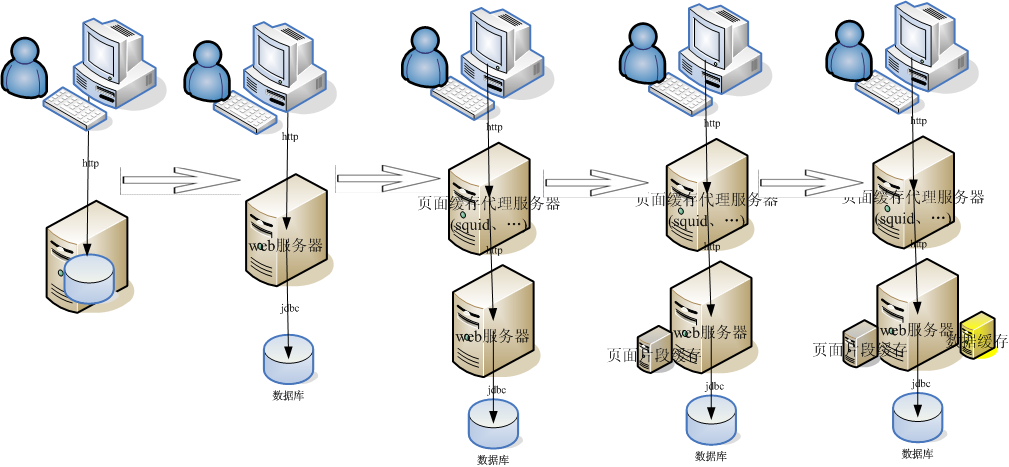 http
http
web服务器
jdbc
数据库
http
页面缓存代理服务器
(squid、…)
http
web服务器
jdbc
数据库
http
页面缓存代理服务器
(squid、…)
http
web服务器
页面片段缓存
jdbc
数据库
http
页面缓存代理服务器
(squid、…)
http
web服务器
页面片段缓存
数据缓存
jdbc
数据库